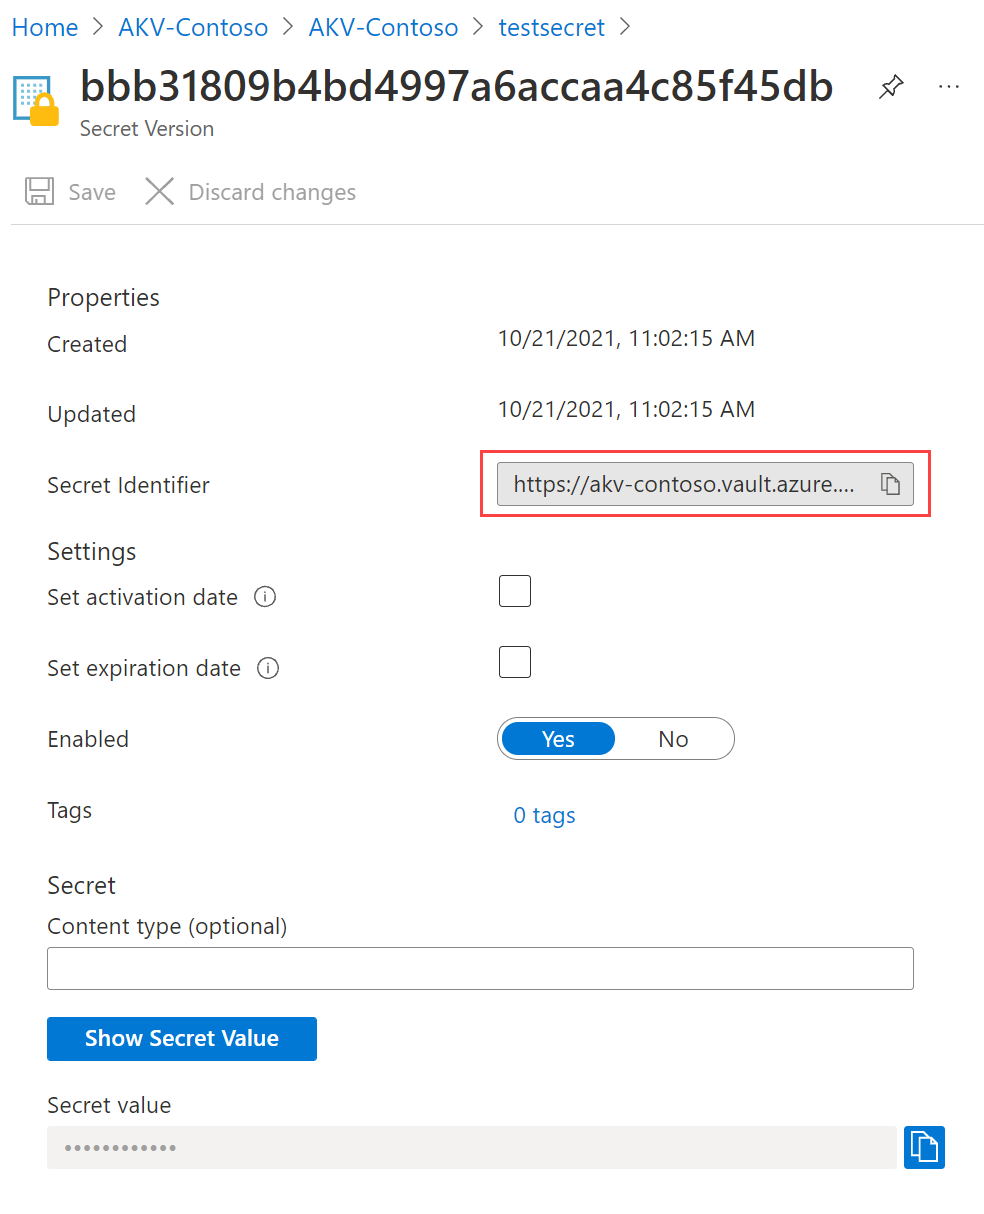 Home > AKV-Contoso > AKV-Contoso > testsecret >
bbb31809b4bd4997a6accaa4c85f45db ...
Secret Version
Save Discard changes
Properties
Created 10/21/2021, 11:02:15 AM
Updated 10/21/2021, 11:02:15 AM
Secret Identifier https://akv-contoso.vault.azure....
Settings
Set activation date
Set expiration date
Enabled Yes No
Tags 0 tags
Secret
Content type (optional)
Show Secret Value
Secret value
••••••••••••